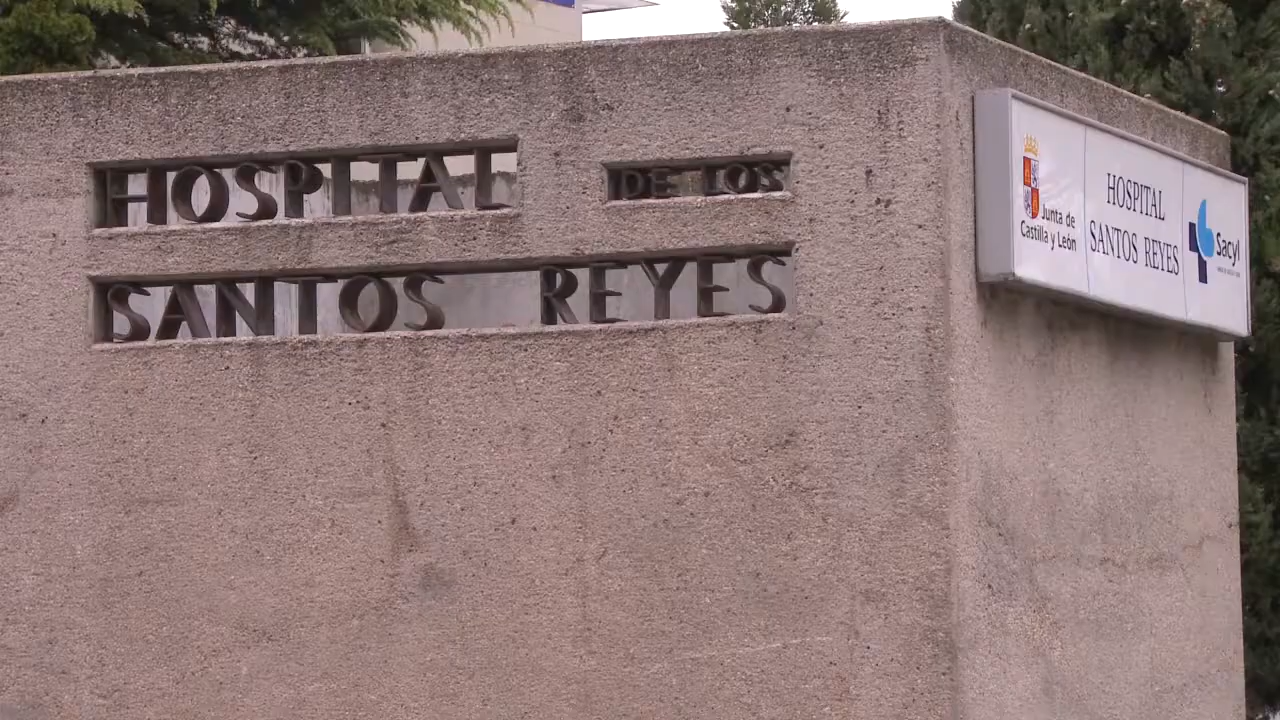 HOSPITAL DE LOS
SANTOS REYES
Junta de
Castilla y León
HOSPITAL
SANTOS REYES
Sacyl